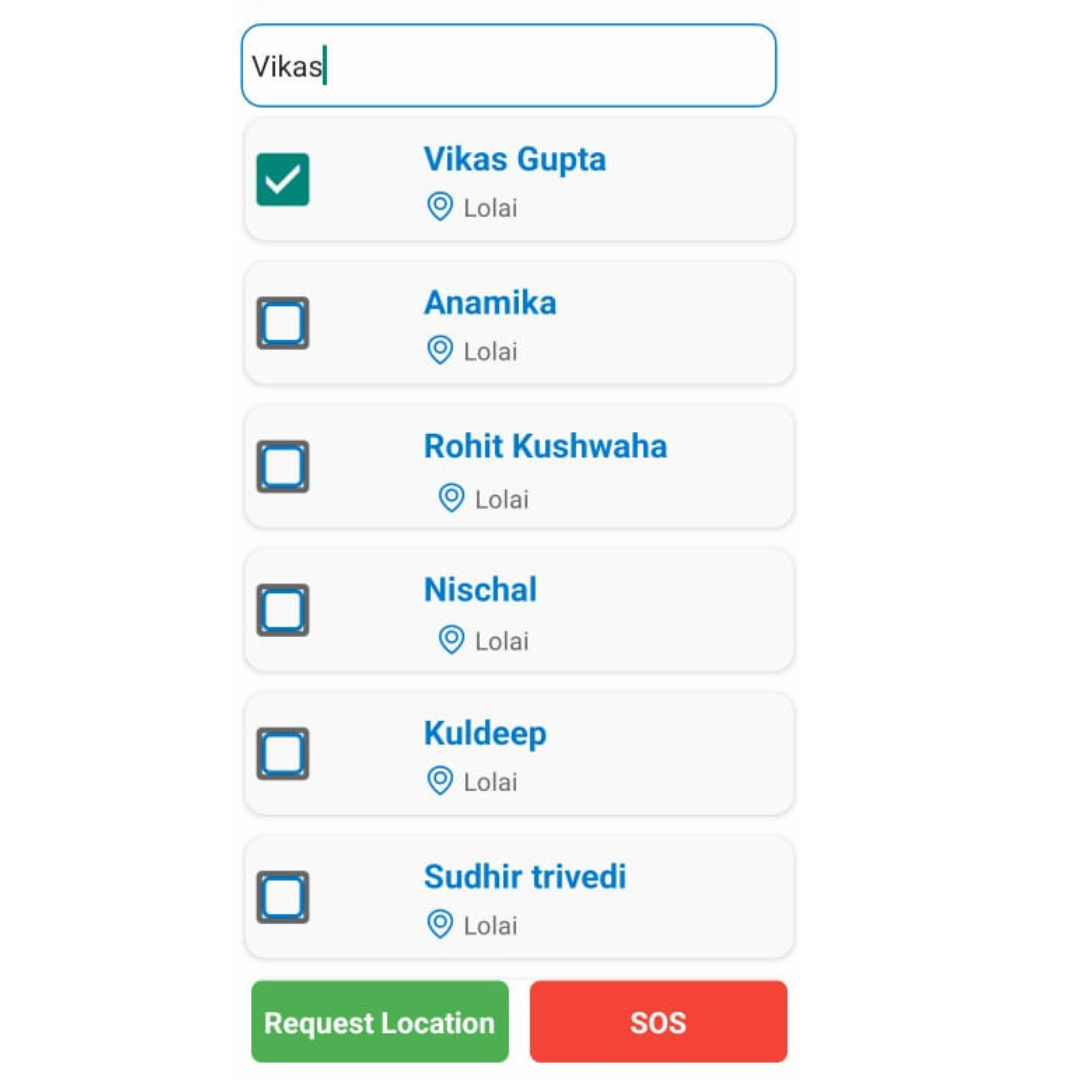 Vikas
Vikas Gupta
Lolai
Anamika
Lolai
Rohit Kushwaha
Lolai
Nischal
Lolai
Kuldeep
Lolai
Sudhir trivedi
Lolai
Request Location
SOS